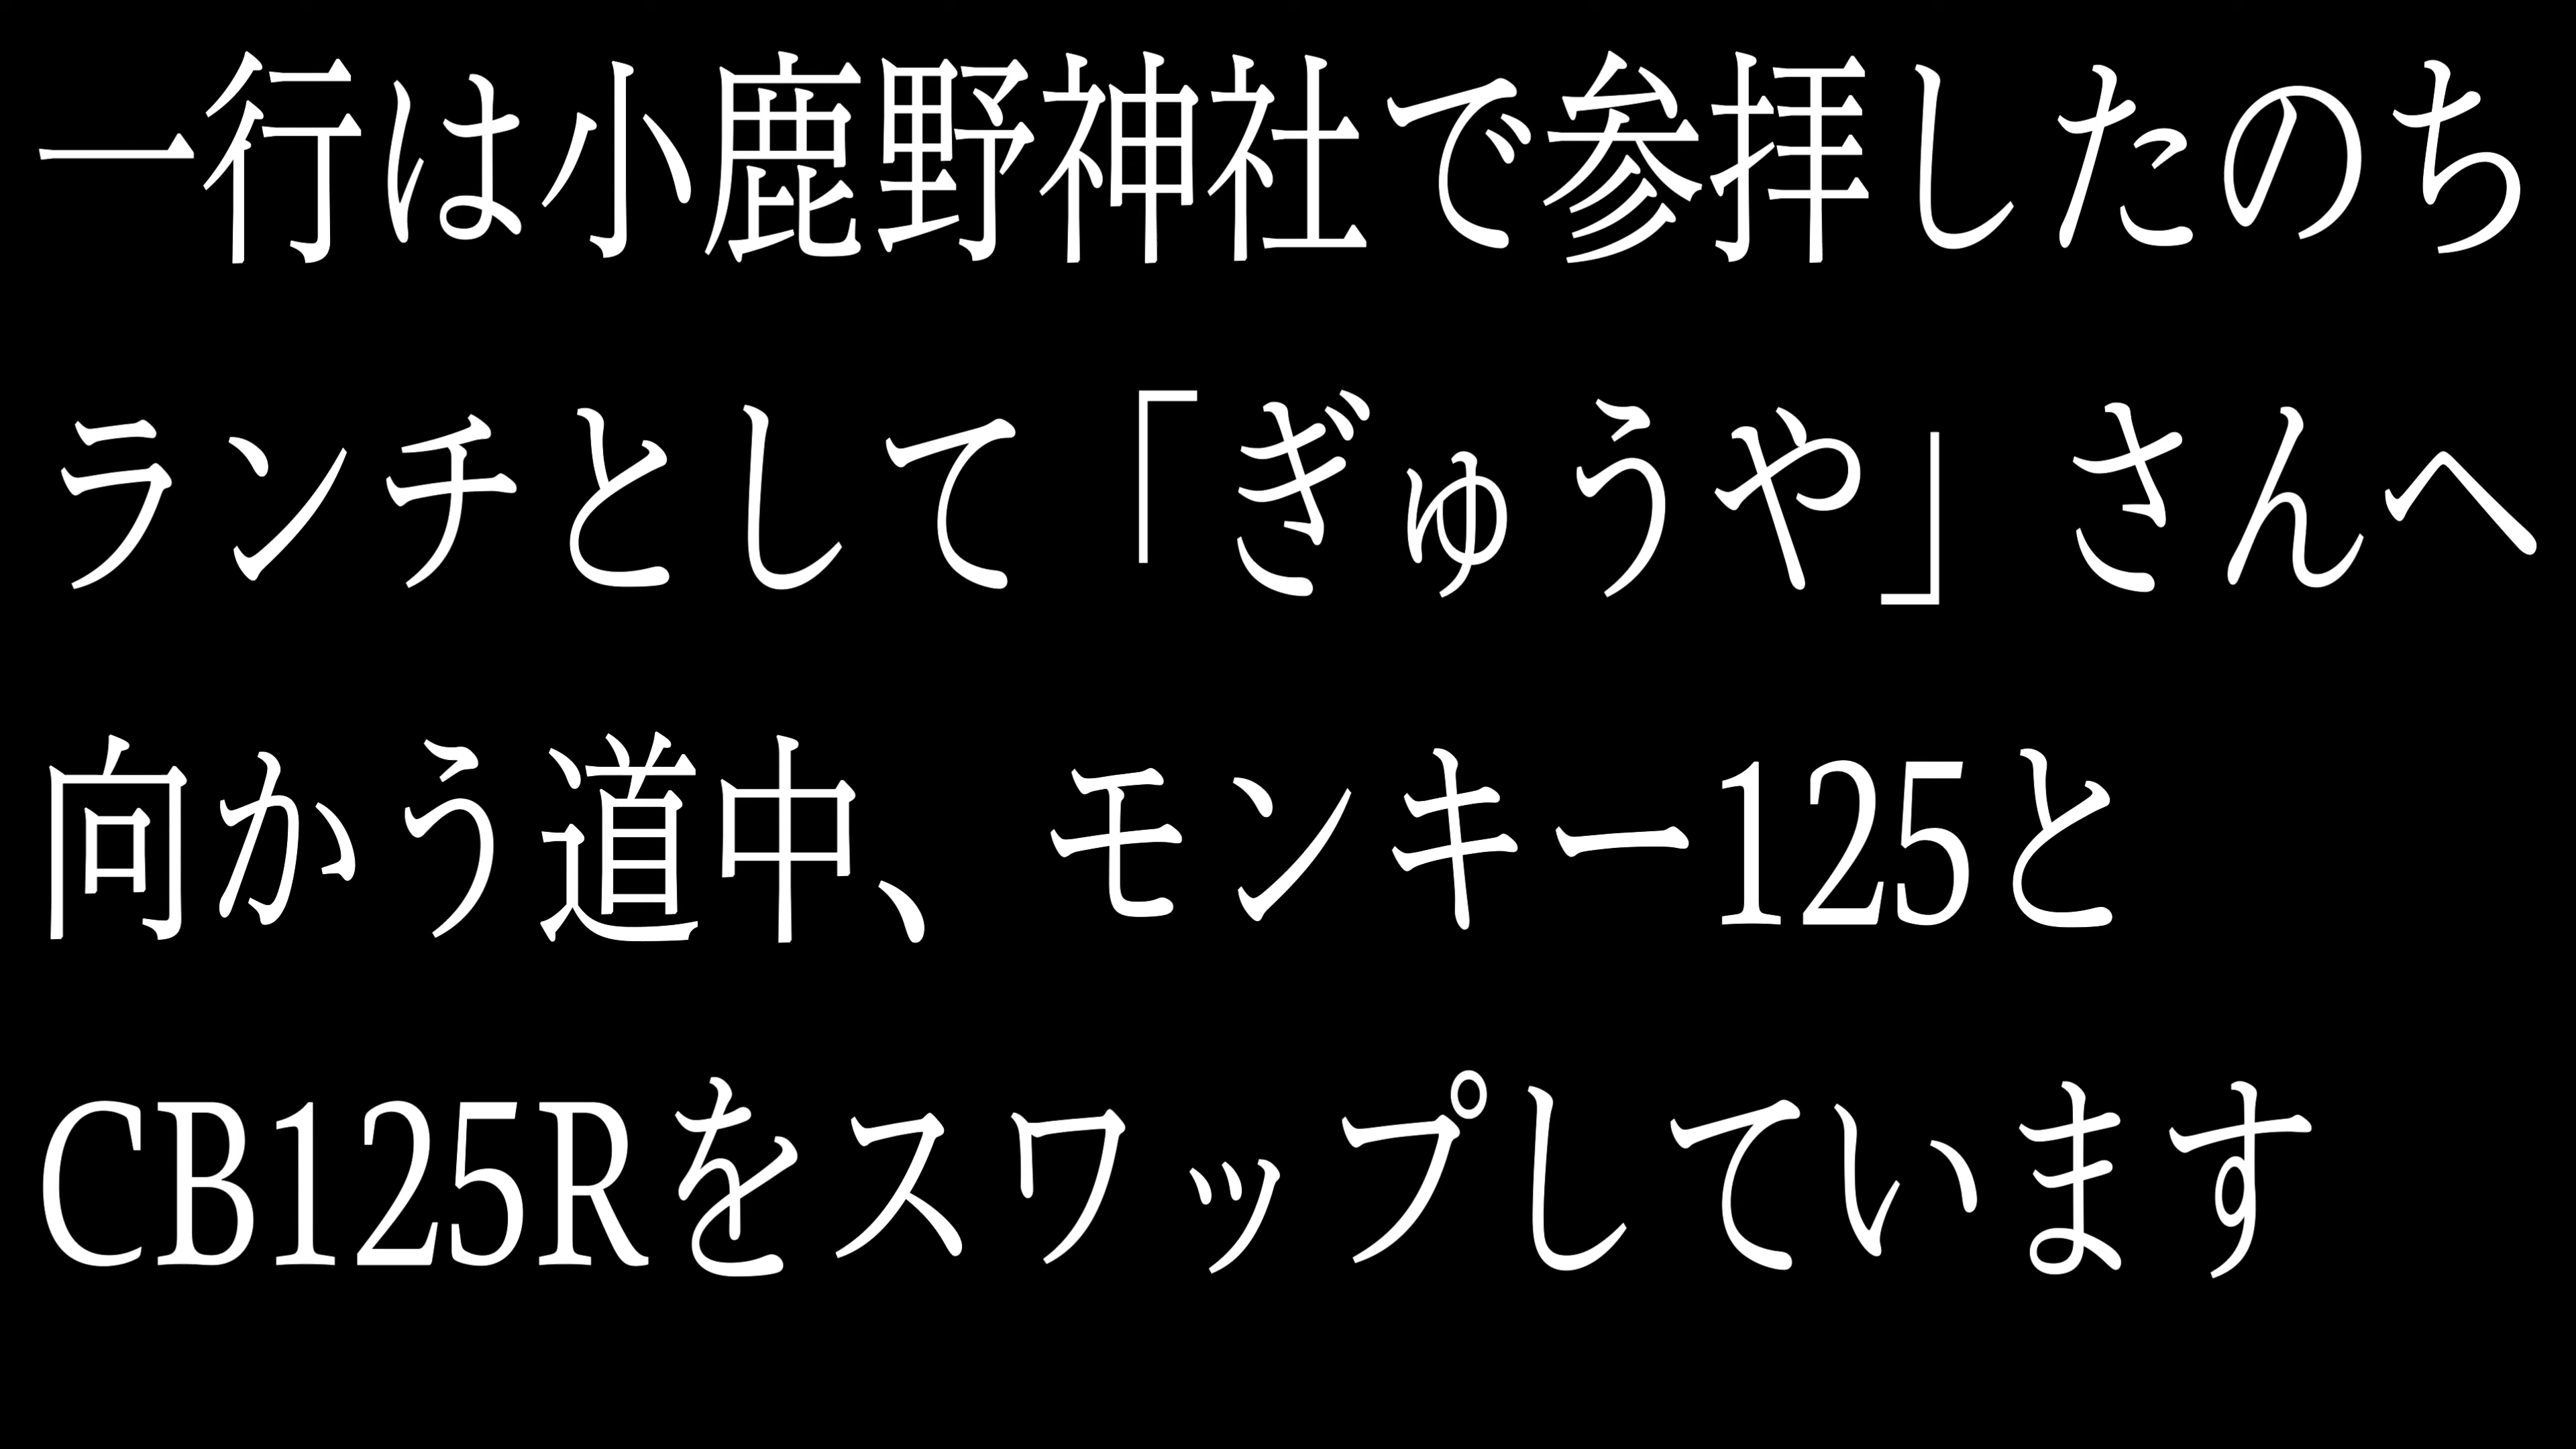 一行は小鹿野神社で参拝したのち
ランチとして「ぎゅうや」さんへ
向かう道中、モンキー125と
CB125Rをスワップしています